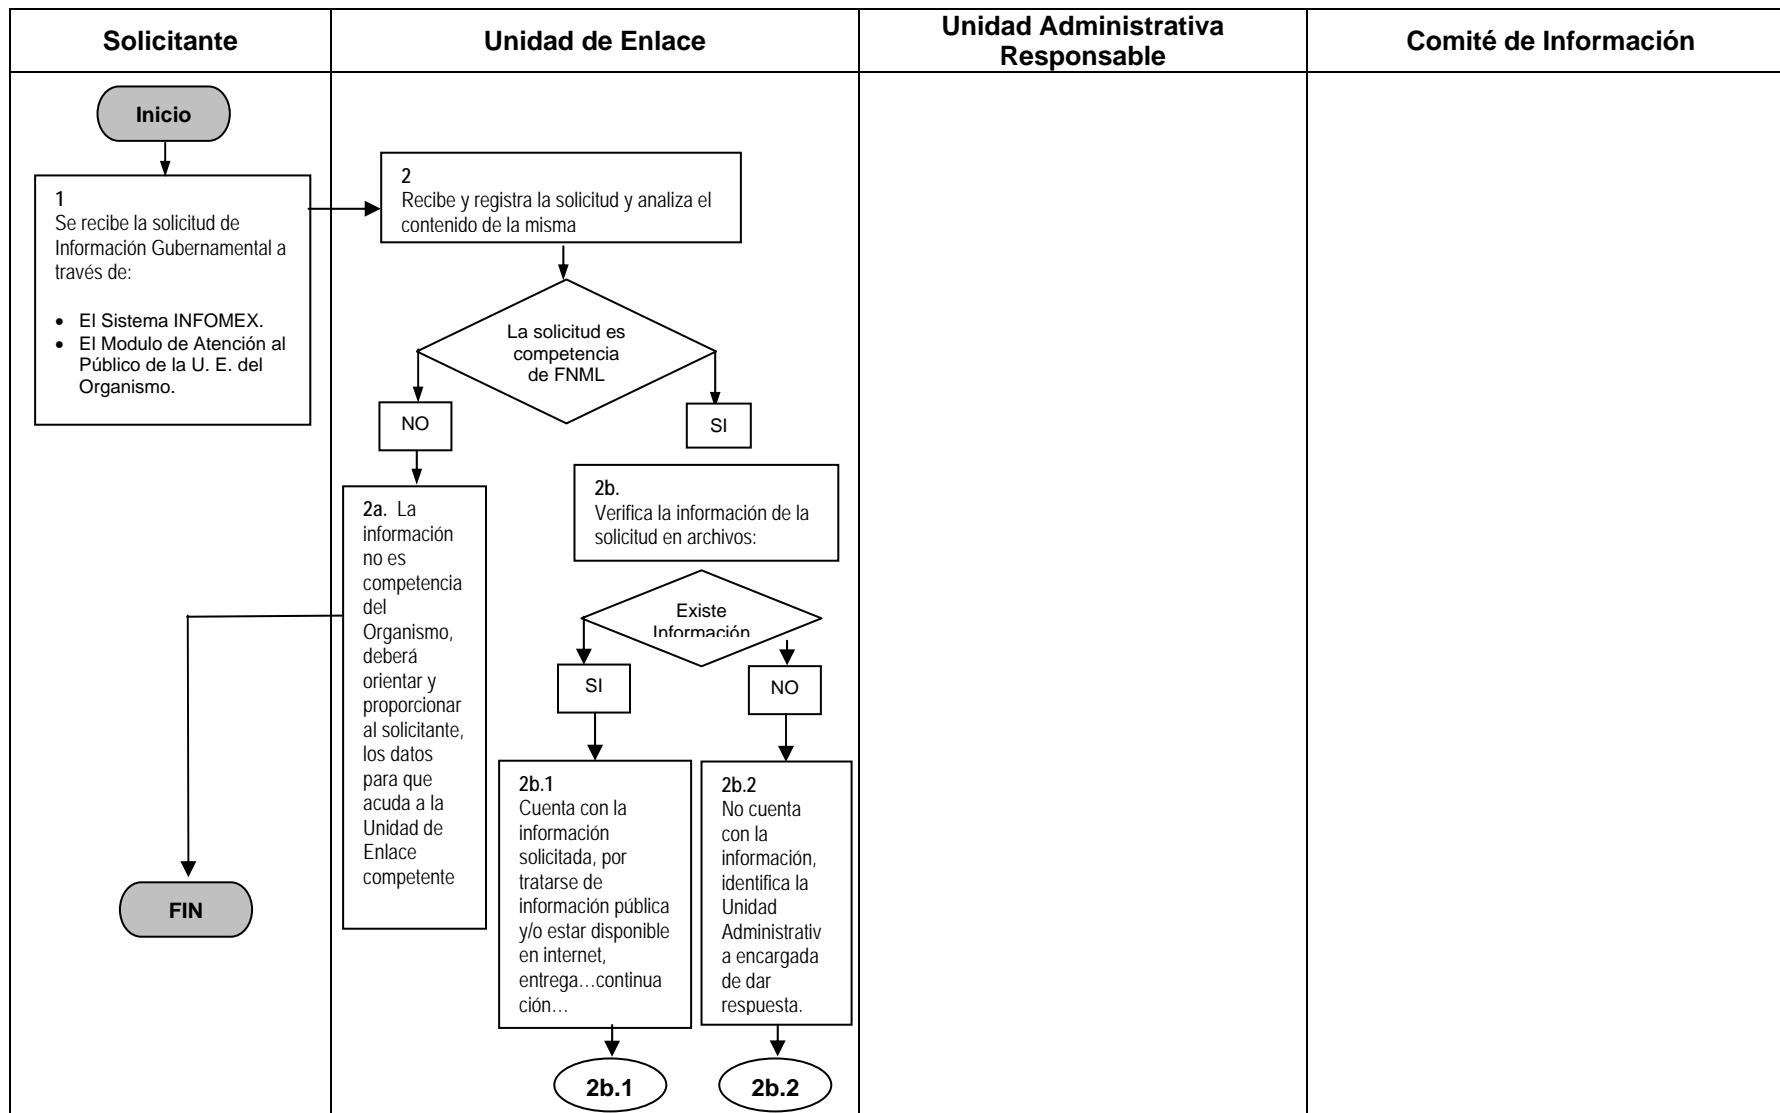 Solicitante
Unidad de Enlace
Unidad Administrativa
Responsable
Comité de Información
Inicio
1
Se recibe la solicitud de
Información Gubernamental a
través de:
• El Sistema INFOMEX.
• El Modulo de Atención al
Público de la U. E. del
Organismo.
2
Recibe y registra la solicitud y analiza el
contenido de la misma
La solicitud es
competencia
de FNML
NO
SI
2a. La
información
no es
competencia
del
Organismo,
deberá
orientar y
proporcionar
al solicitante,
los datos
para que
acuda a la
Unidad de
Enlace
competente
2b.
Verifica la información de la
solicitud en archivos:
Existe
Información
SI
NO
2b.1
Cuenta con la
información
solicitada, por
tratarse de
información pública
y/o estar disponible
en internet,
entrega…continua
ción…
2b.2
No cuenta
con la
información,
identifica la
Unidad
Administrativ
a encargada
de dar
respuesta.
FIN
2b.1
2b.2